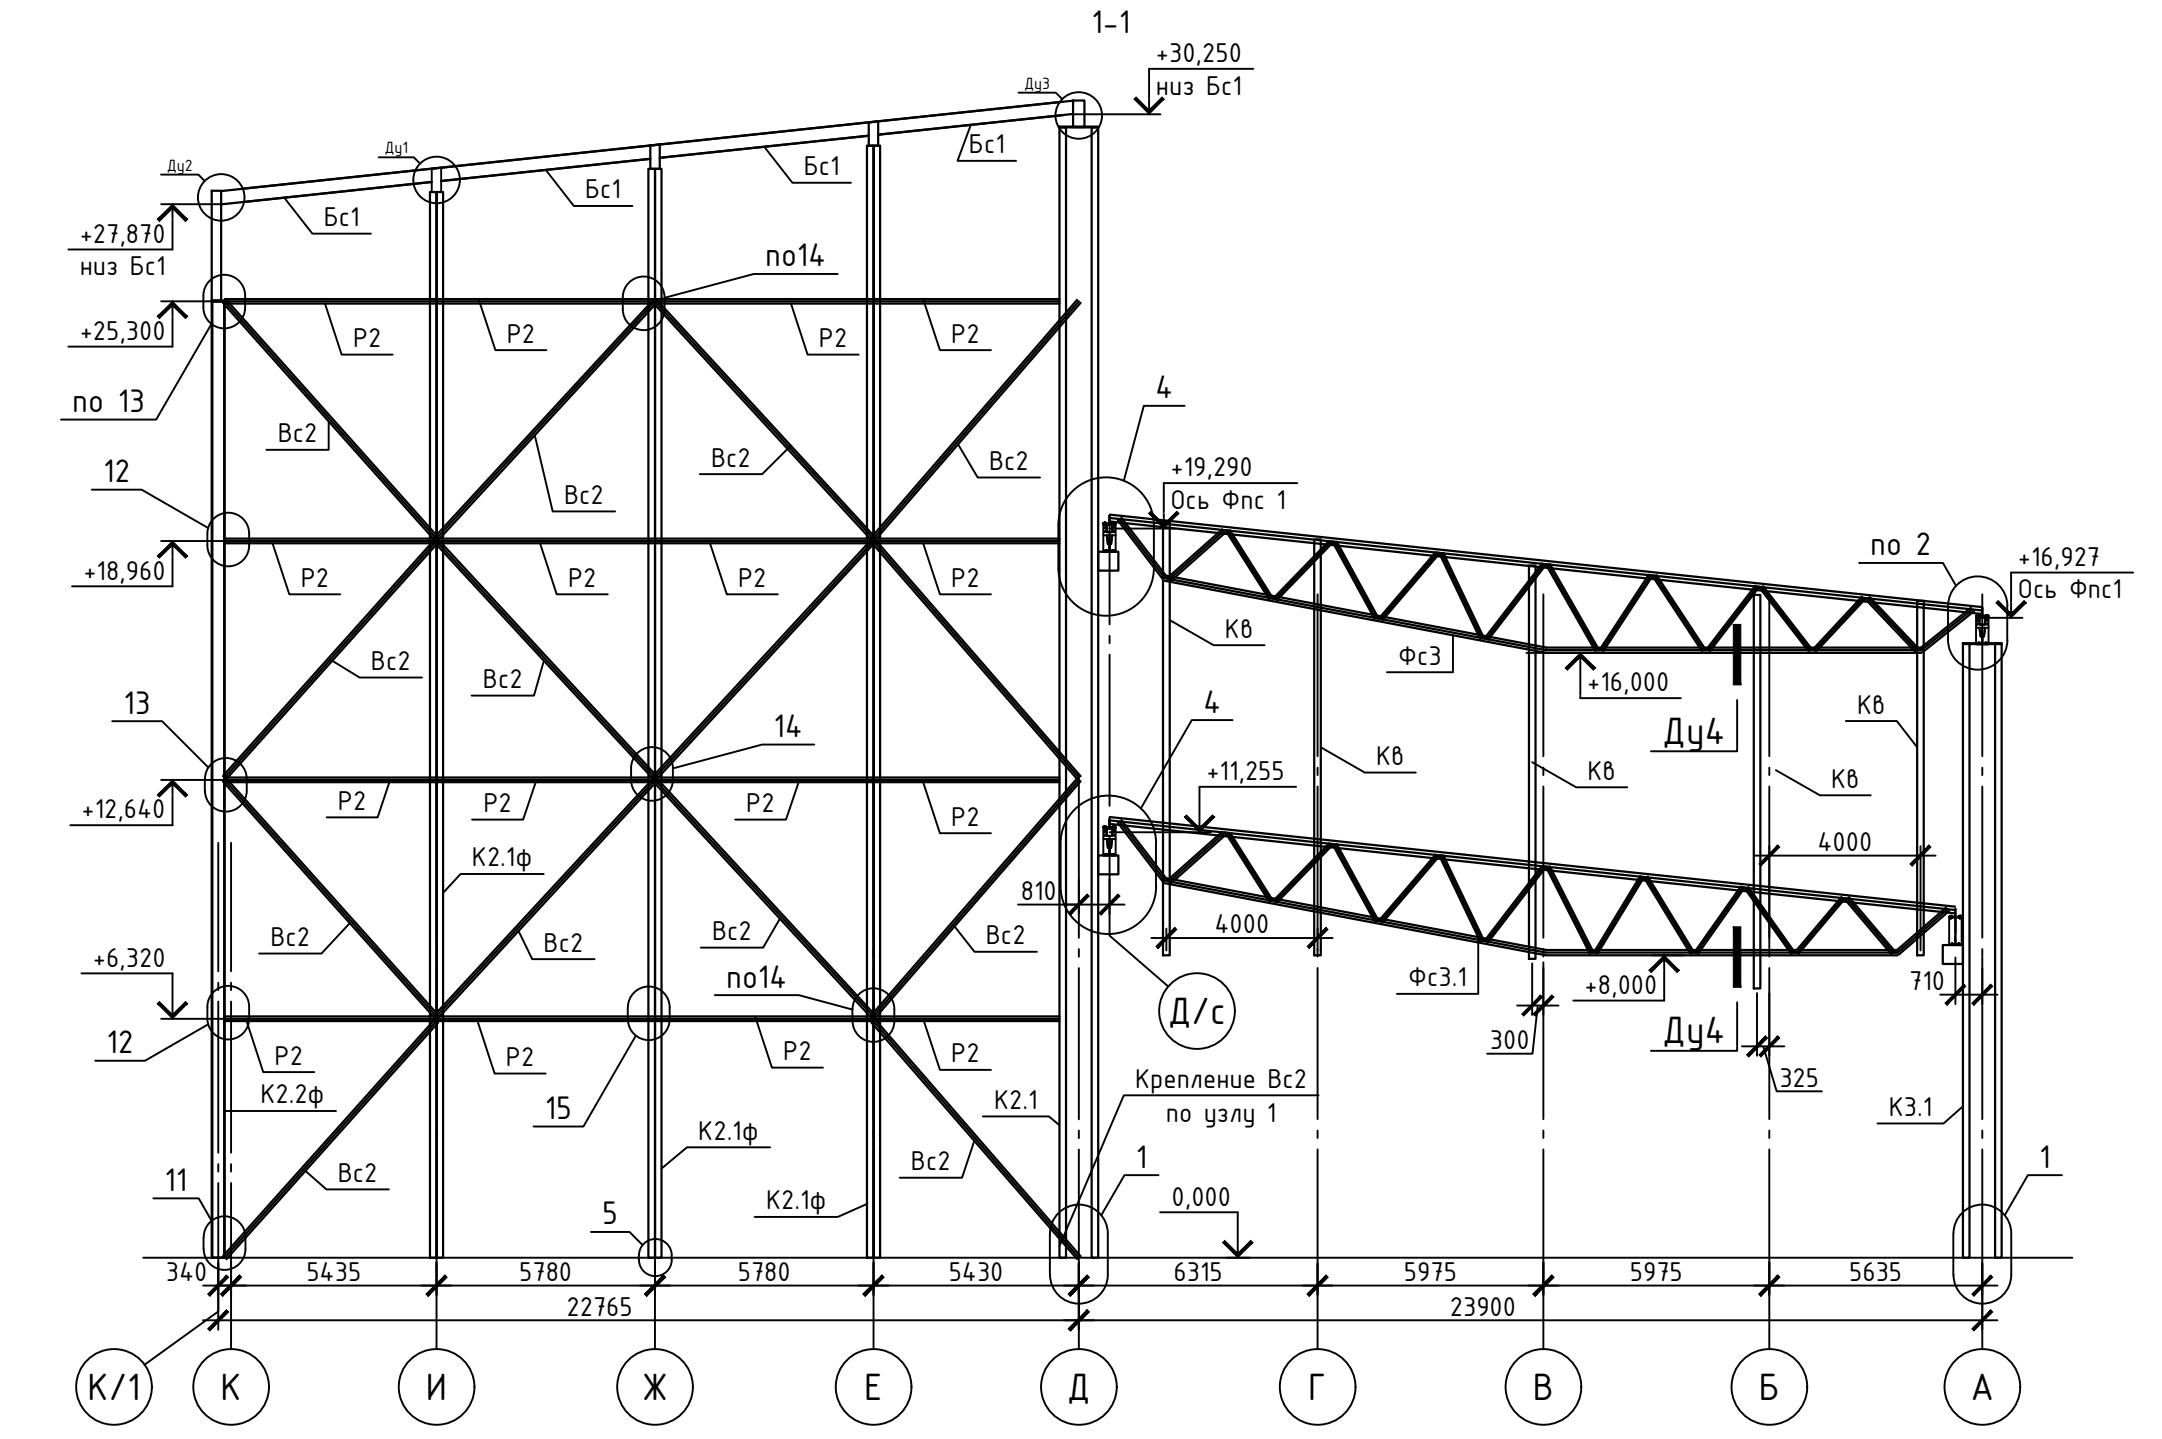 1-1
+30,250
низ Бс1
Ду3
Ду1
Ду2
Бс1
Бс1
Бс1
Бс1
+27,870
низ Бс1
по14
+25,300
Р2
Р2
Р2
Р2
по 13
4
Вс2
Вс2
Вс2
Вс2
12
+19,290
Ось Фпс 1
по 2
+16,927
Ось Фпс1
+18,960
Р2
Р2
Р2
Р2
Кв
Фс3
+16,000
Вс2
Вс2
13
14
4
Ду4
Кв
Кв
Кв
Кв
+11,255
+12,640
Р2
Р2
Р2
Р2
4000
К2.1ф
810
4000
Вс2
Вс2
Вс2
Вс2
+6,320
по14
Фс3.1
+8,000
710
Д/с
12
Р2
Р2
Р2
Р2
300
Ду4
325
К2.2ф
15
К2.1
Крепление Вс2
по узлу 1
К3.1
К2.1ф
11
Вс2
К2.1ф
Вс2
5
1
0,000
1
340
5435
5780
5780
5430
6315
5975
5975
5635
22765
23900
К/1
К
И
Ж
Е
Д
Г
В
Б
А